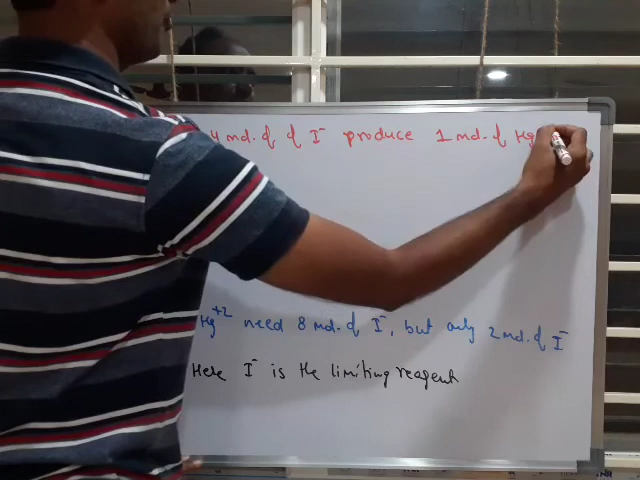 4 mol. of of I⁻ produce 1 mol. of Hg
Hg⁺² need 8 mol. of I⁻, but only 2 mol. of I⁻
Here I⁻ is the limiting reagent